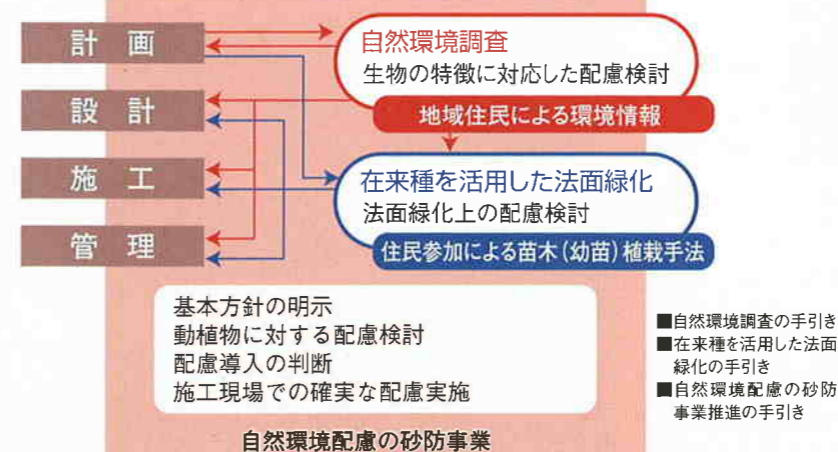 計画
自然環境調査
生物の特徴に対応した配慮検討
地域住民による環境情報
設計
施工
在来種を活用した法面緑化
法面緑化上の配慮検討
住民参加による苗木(幼苗)植栽手法
管理
基本方針の明示
動植物に対する配慮検討
配慮導入の判断
施工現場での確実な配慮実施
自然環境配慮の砂防事業
■自然環境調査の手引き
■在来種を活用した法面
緑化の手引き
■自然環境配慮の砂防
事業推進の手引き